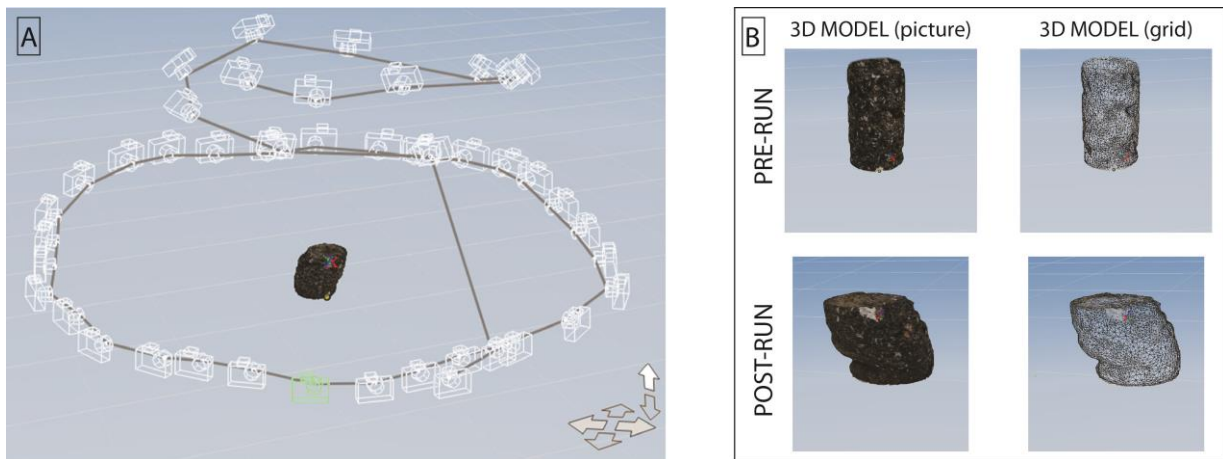 A
B
3D MODEL (picture)
3D MODEL (grid)
PRE-RUN
POST-RUN